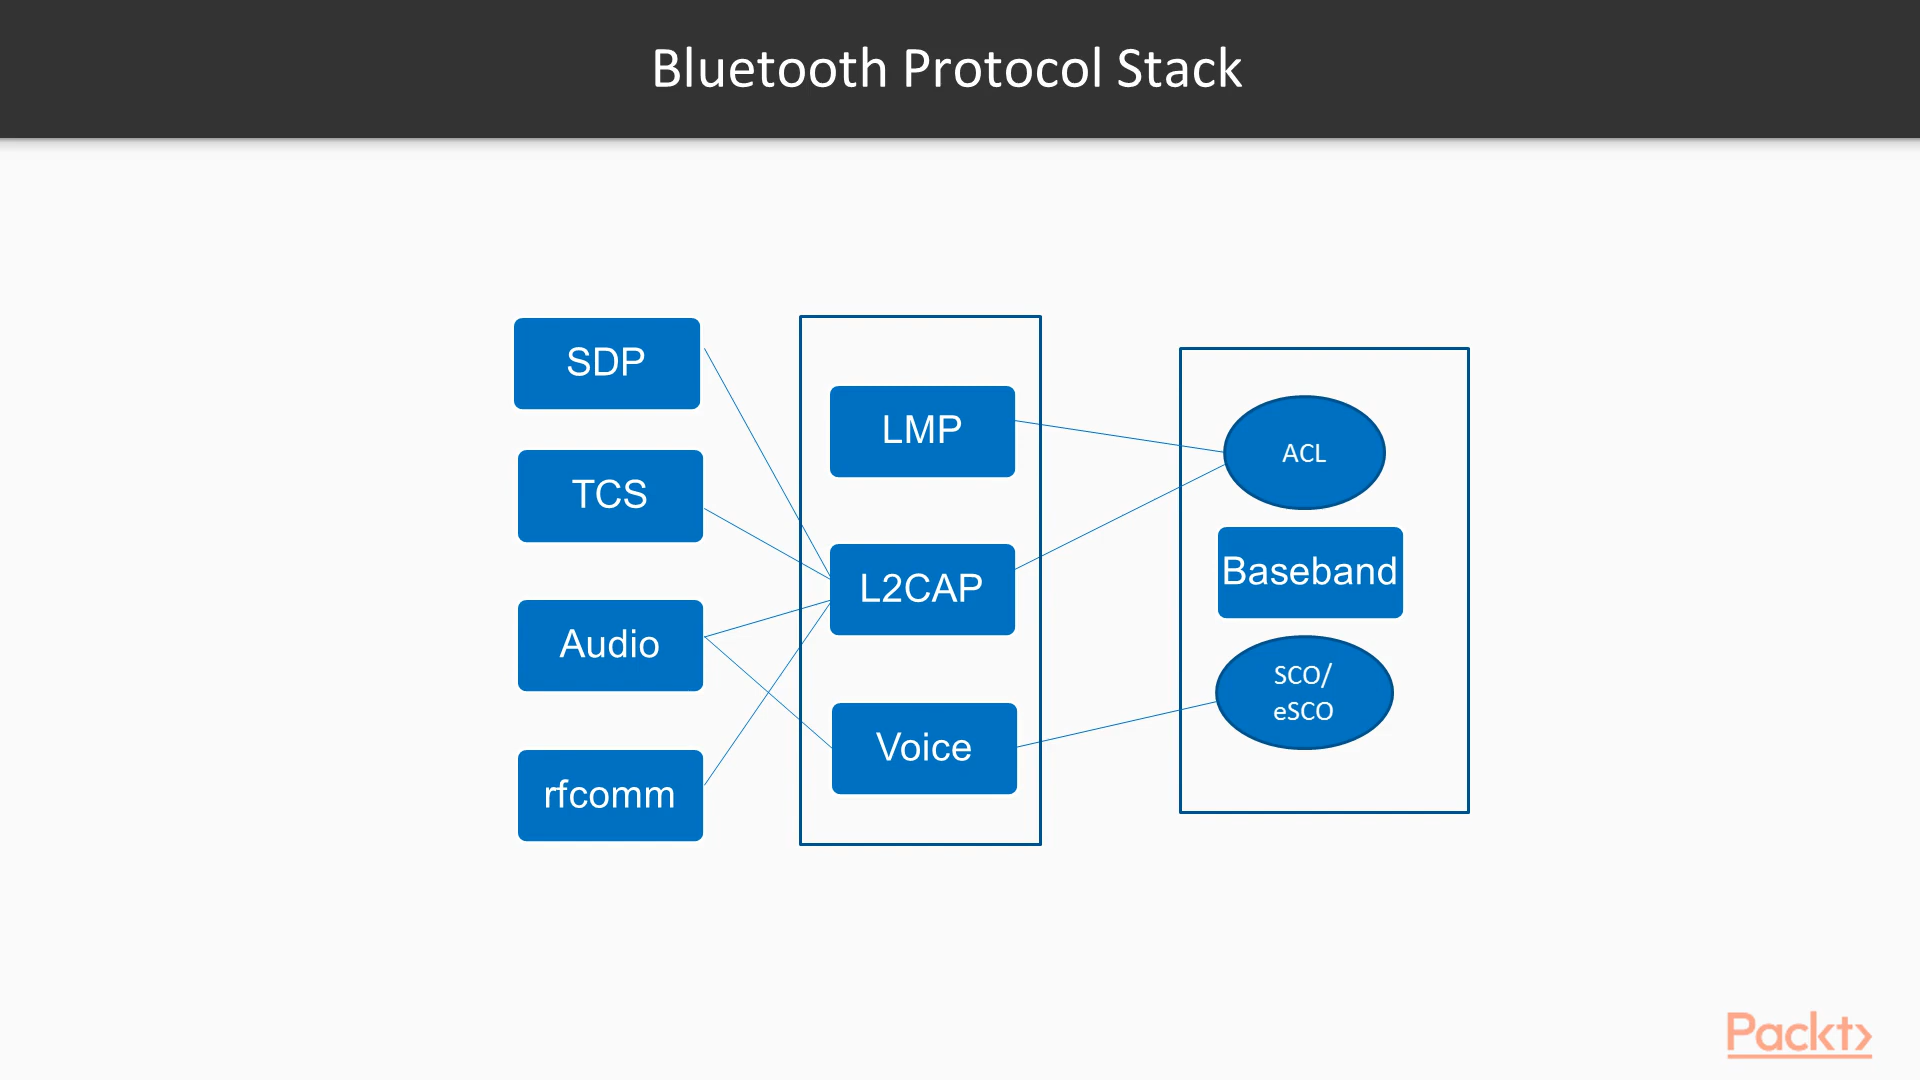 Bluetooth Protocol Stack
SDP
TCS
Audio
rfcomm
LMP
L2CAP
Voice
ACL
Baseband
SCO/
eSCO
Packt